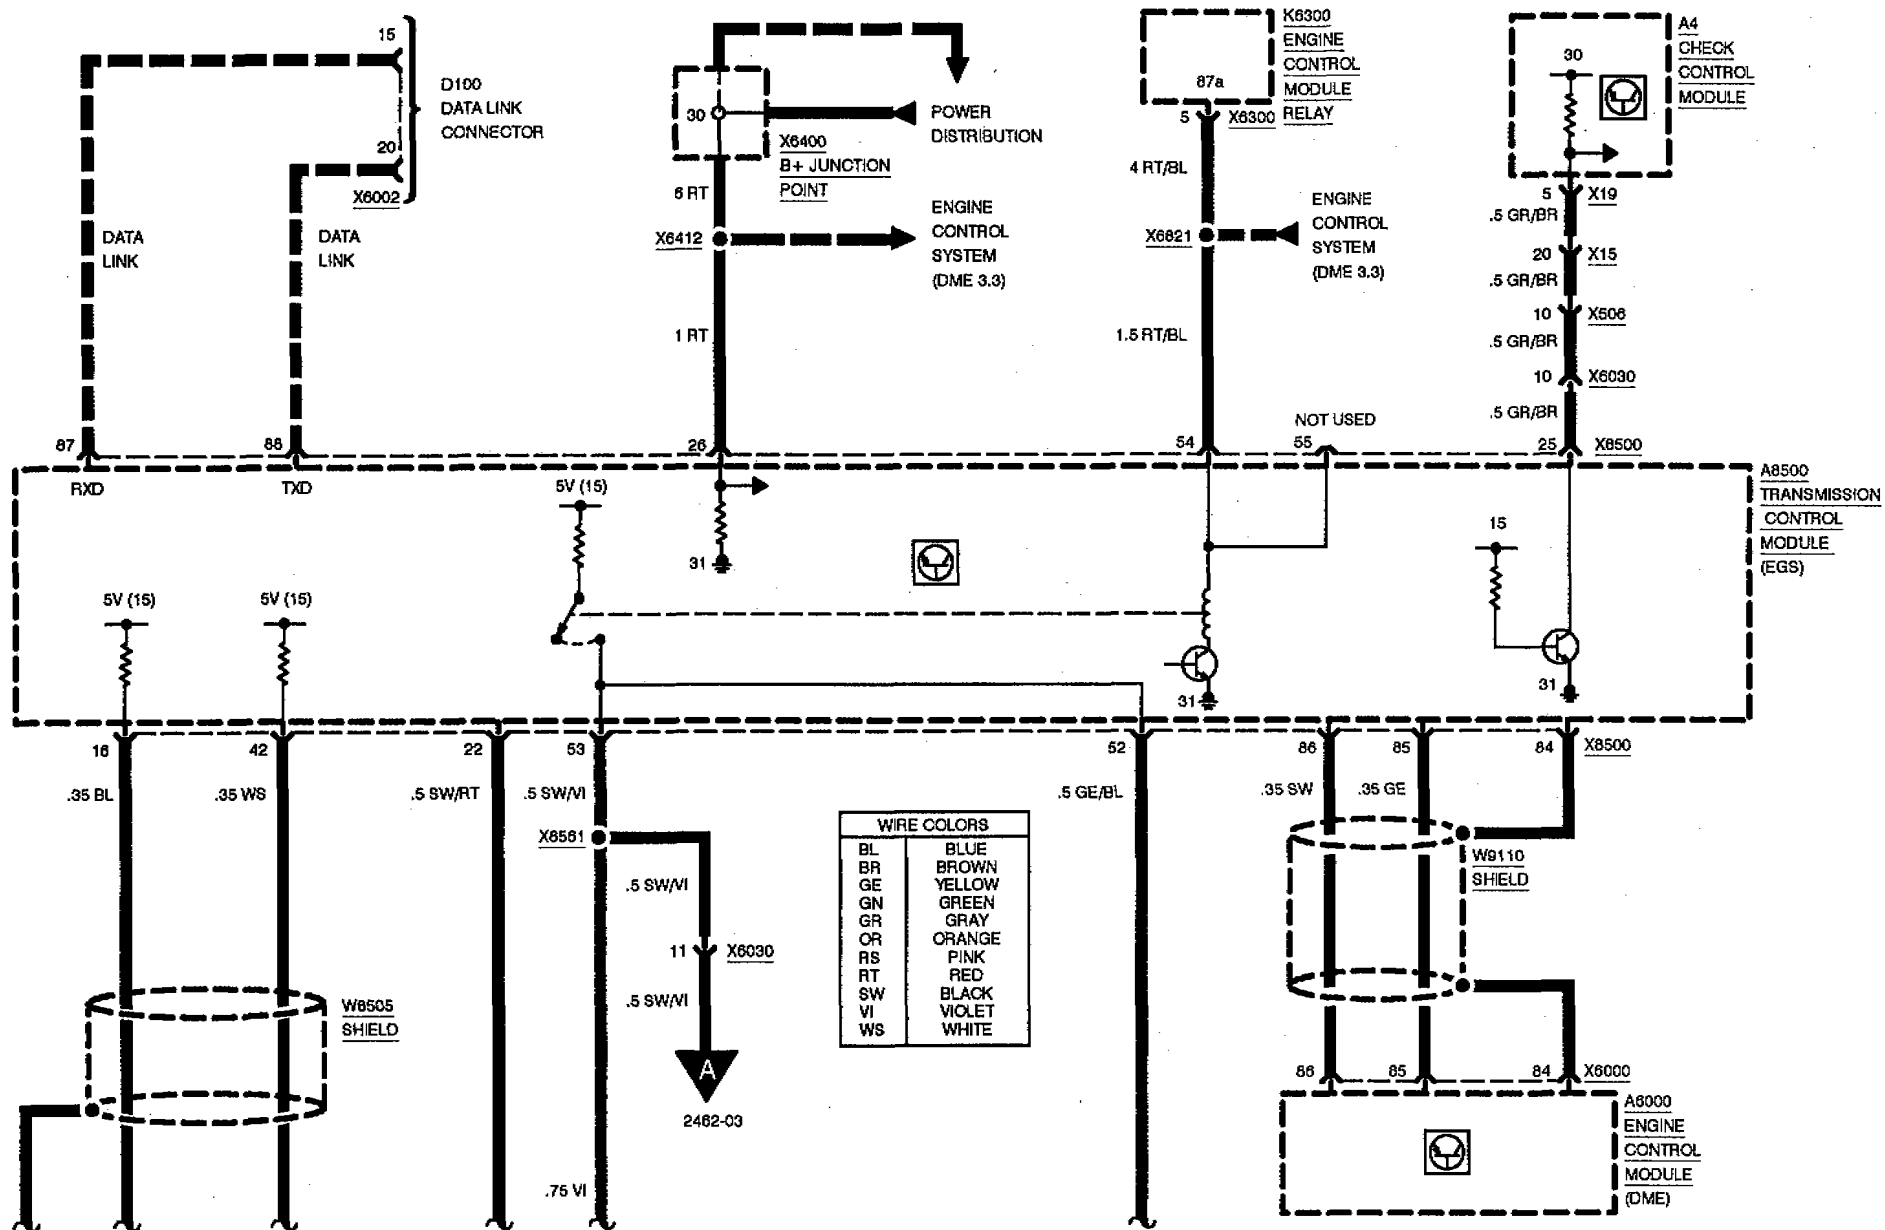 15
20
D100
DATA LINK
CONNECTOR
X6002
DATA
LINK
DATA
LINK
30
POWER
DISTRIBUTION
X6400
B+ JUNCTION
POINT
6 RT
X6412
ENGINE
CONTROL
SYSTEM
(DME 3.3)
1 RT
K6300
ENGINE
CONTROL
MODULE
RELAY
87a
5
X6300
4 RT/BL
X6821
ENGINE
CONTROL
SYSTEM
(DME 3.3)
1.5 RT/BL
A4
CHECK
CONTROL
MODULE
30
5
X19
.5 GR/BR
20
X15
.5 GR/BR
10
X506
.5 GR/BR
10
X6030
.5 GR/BR
NOT USED
87
88
26
54
55
25
X8500
RXD
TXD
5V (15)
31
15
A8500
TRANSMISSION
CONTROL
MODULE
(EGS)
5V (15)
5V (15)
31
31
16
42
22
53
52
86
85
84
X8500
.35 BL
.35 WS
.5 SW/RT
.5 SW/VI
.5 GE/BL
.35 SW
.35 GE
X8561
.5 SW/VI
11
X6030
.5 SW/VI
A
2462-03
.75 VI
WIRE COLORS
BL BLUE
BR BROWN
GE YELLOW
GN GREEN
GR GRAY
OR ORANGE
RS PINK
RT RED
SW BLACK
VI VIOLET
WS WHITE
W8505
SHIELD
W9110
SHIELD
86
85
84
X6000
A6000
ENGINE
CONTROL
MODULE
(DME)